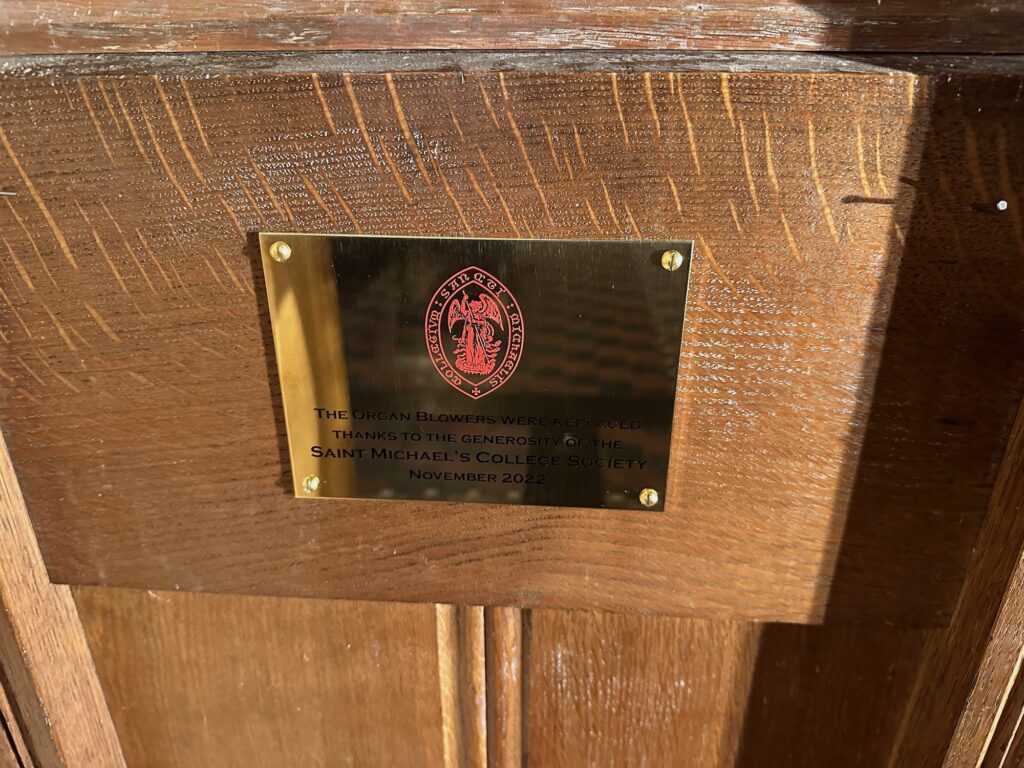 COLLEGIUM : SANCTI : MICHAELIS
THE ORGAN BLOWERS WERE REPLACED
THANKS TO THE GENEROSITY OF THE
SAINT MICHAEL'S COLLEGE SOCIETY
NOVEMBER 2022